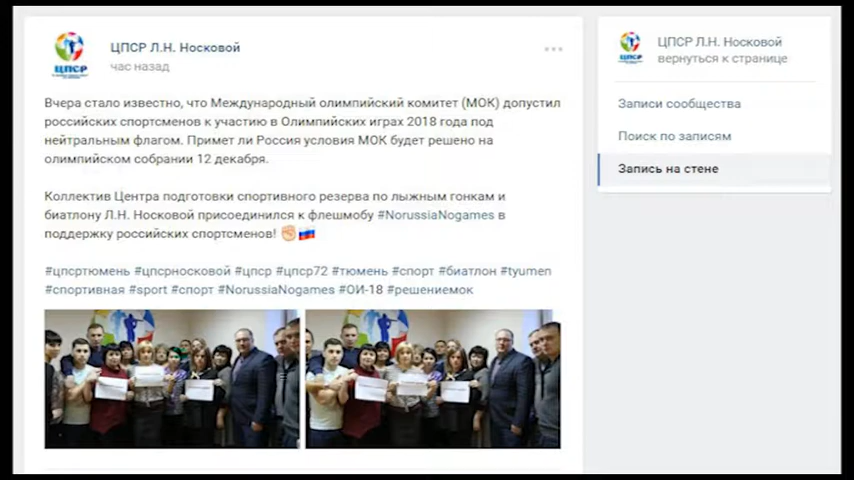 ЦПСР Л.Н. Носковой
час назад
ЦПСР
Вчера стало известно, что Международный олимпийский комитет (МОК) допустил
российских спортсменов к участию в Олимпийских играх 2018 года под
нейтральным флагом. Примет ли Россия условия МОК будет решено на
олимпийском собрании 12 декабря.
Коллектив Центра подготовки спортивного резерва по лыжным гонкам и
биатлону Л.Н. Носковой присоединился к флешмобу #NorussiaNogames в
поддержку российских спортсменов!
#цпсртюмень #цпсрносковой #цпср #цпср72 #тюмень #спорт #биатлон #tyumen
#спортивная #sport #спорт #NorussiaNogames #ОИ-18 #решениемок
ЦПСР Л.Н. Носковой
вернуться к странице
ЦПСР
Записи сообщества
Поиск по записям
Запись на стене